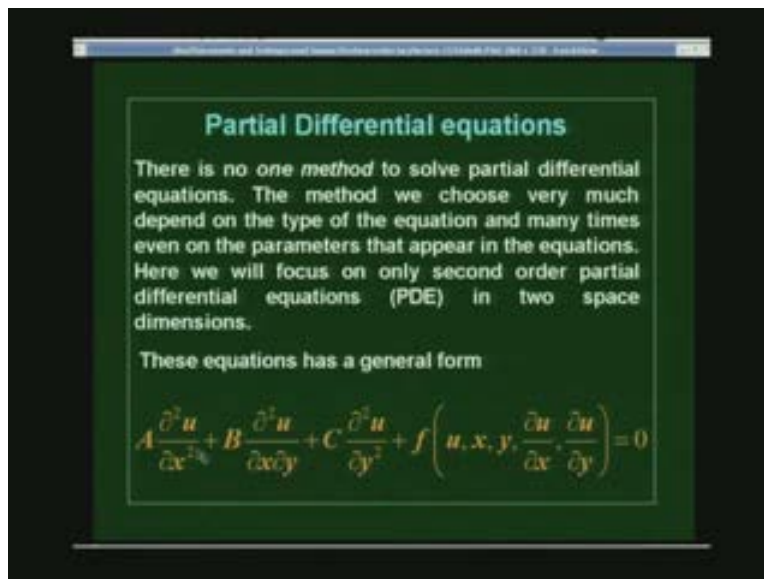 Partial Differential equations
There is no one method to solve partial differential
equations. The method we choose very much
depend on the type of the equation and many times
even on the parameters that appear in the equations.
Here we will focus on only second order partial
differential equations (PDE) in two space
dimensions.
These equations has a general form
A ∂²u/∂x² + B ∂²u/∂x∂y + C ∂²u/∂y² + f(u, x, y, ∂u/∂x, ∂u/∂y) = 0